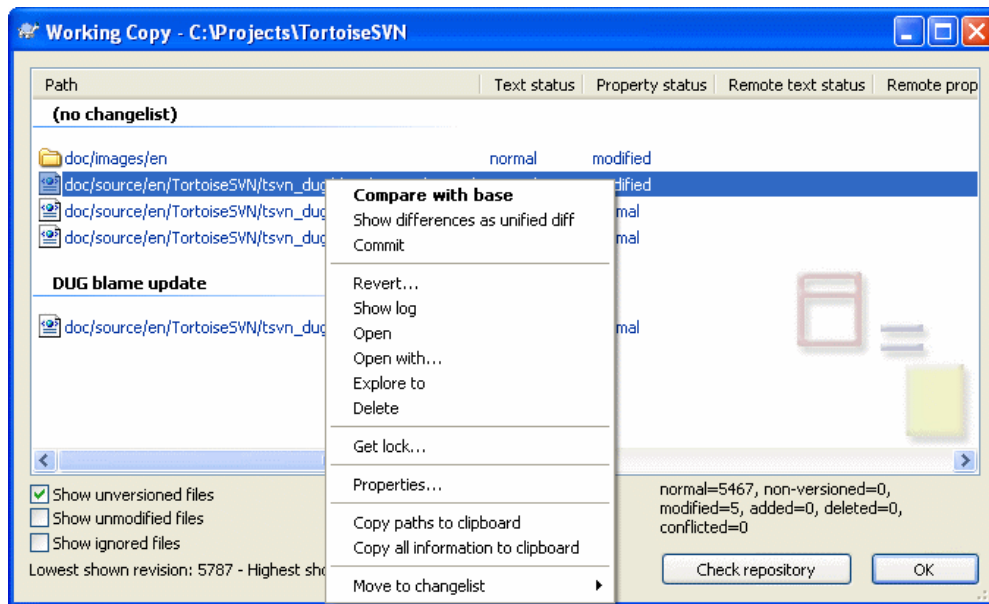 Working Copy - C:\Projects\TortoiseSVN
Path Text status Property status Remote text status Remote prop
(no changelist)
doc/images/en normal modified
doc/source/en/TortoiseSVN/tsvn_dug
doc/source/en/TortoiseSVN/tsvn_dug
doc/source/en/TortoiseSVN/tsvn_dug
DUG blame update
doc/source/en/TortoiseSVN/tsvn_dug
Compare with base
Show differences as unified diff
Commit
Revert...
Show log
Open
Open with...
Explore to
Delete
Get lock...
Properties...
Copy paths to clipboard
Copy all information to clipboard
Move to changelist
Show unversioned files
Show unmodified files
Show ignored files
Lowest shown revision: 5787 - Highest sho
normal=5467, non-versioned=0,
modified=5, added=0, deleted=0,
conflicted=0
Check repository
OK